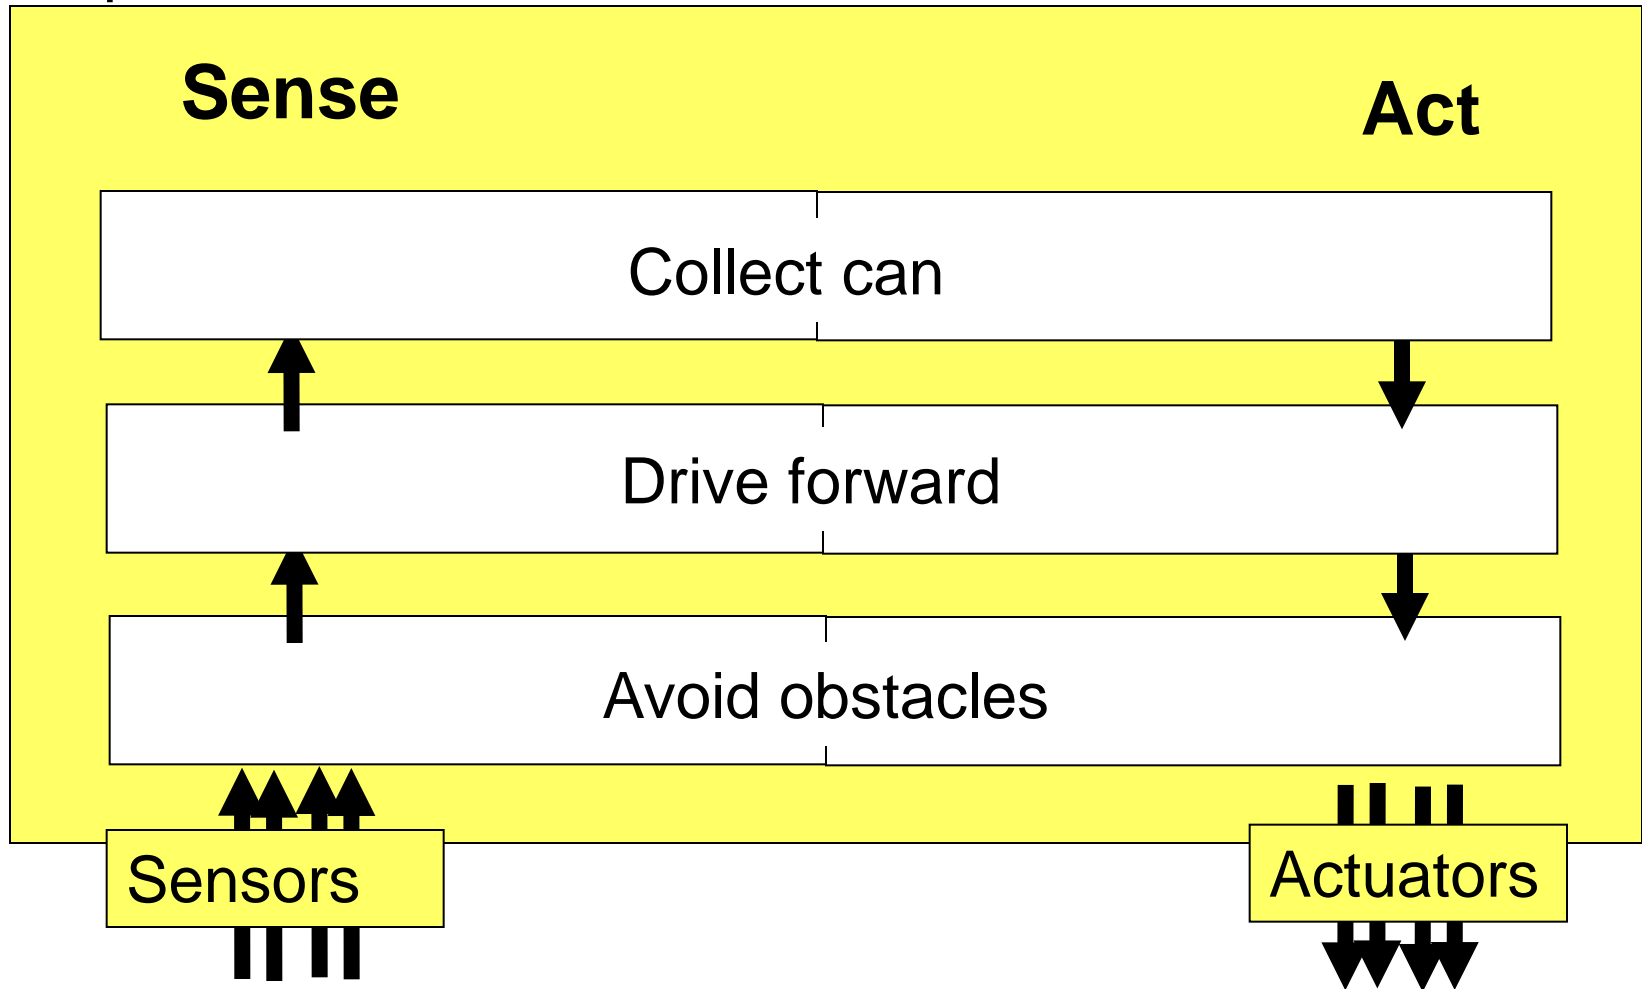 Sense
Act
Collect can
Drive forward
Avoid obstacles
Sensors
Actuators